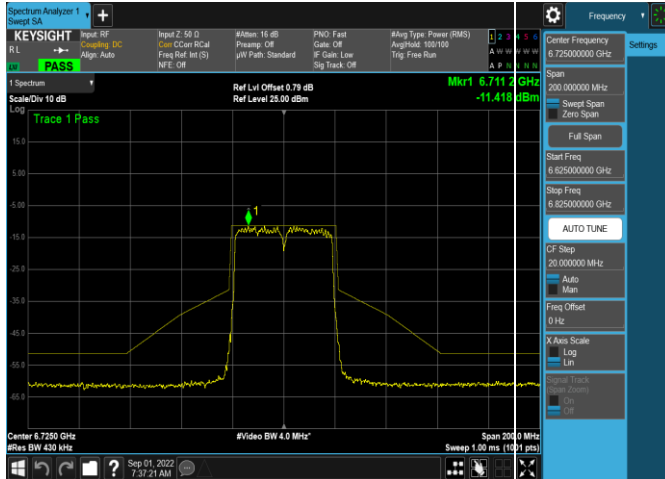 Spectrum Analyzer 1
Swept SA
Frequency
KEYSIGHT
RL
PASS
Input: RF
Coupling: DC
Align: Auto
Input Z: 50 Ω
Corr CCorr RCal
Freq Ref: Int (S)
NFE: Off
#Atten: 16 dB
Preamp: Off
µW Path: Standard
PNO: Fast
Gate: Off
IF Gain: Low
Sig Track: Off
#Avg Type: Power (RMS)
Avg|Hold: 100/100
Trig: Free Run
1 2 3 4 5 6
A W W W W W
A P N N N N
1 Spectrum
Scale/Div 10 dB
Log
Ref Lvl Offset 0.79 dB
Ref Level 25.00 dBm
Mkr1 6.711 2 GHz
-11.418 dBm
Trace 1 Pass
15.0
5.00
-5.00
-15.0
-25.0
-35.0
-45.0
-55.0
-65.0
1
Center 6.7250 GHz
#Res BW 430 kHz
#Video BW 4.0 MHz*
Span 200.0 MHz
Sweep 1.00 ms (1001 pts)
Sep 01, 2022
7:37:21 AM
Settings
Center Frequency
6.725000000 GHz
Span
200.000000 MHz
Swept Span
Zero Span
Full Span
Start Freq
6.625000000 GHz
Stop Freq
6.825000000 GHz
AUTO TUNE
CF Step
20.000000 MHz
Auto
Man
Freq Offset
0 Hz
X Axis Scale
Log
Lin
Signal Track
(Span Zoom)
On
Off